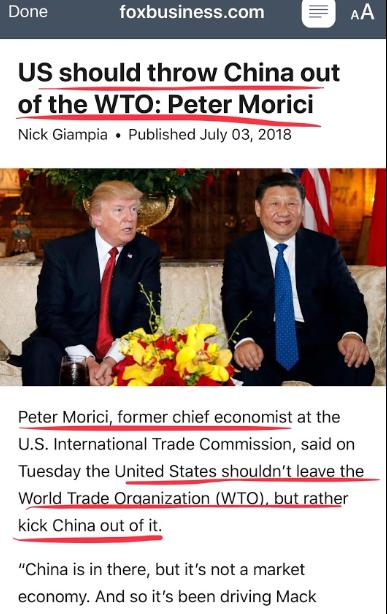 Done
foxbusiness.com
AA
US should throw China out
of the WTO: Peter Morici
Nick Giampia • Published July 03, 2018
Peter Morici, former chief economist at the
U.S. International Trade Commission, said on
Tuesday the United States shouldn't leave the
World Trade Organization (WTO), but rather
kick China out of it.
“China is in there, but it's not a market
economy. And so it's been driving Mack